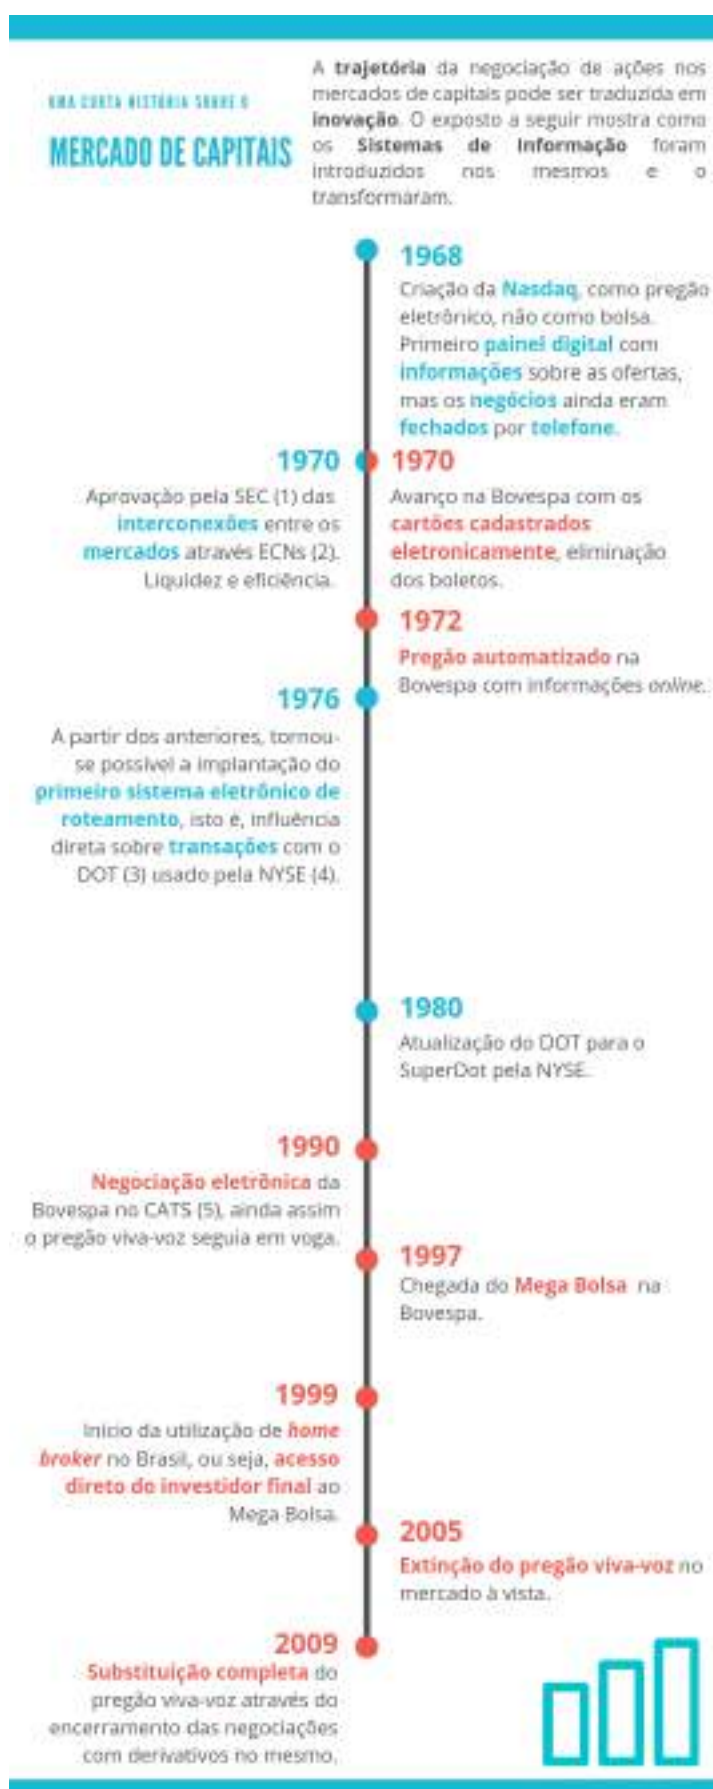 UMA CURTA HISTÓRIA SOBRE O
MERCADO DE CAPITAIS
A trajetória da negociação de ações nos
mercados de capitais pode ser traduzida em
inovação. O exposto a seguir mostra como
os Sistemas de Informação foram
introduzidos nos mesmos e o
transformaram.
1968
Criação da Nasdaq, como pregão
eletrônico, não como bolsa.
Primeiro painel digital com
informações sobre as ofertas,
mas os negócios ainda eram
fechados por telefone.
1970
Aprovação pela SEC (1) das
interconexões entre os
mercados através ECNs (2).
Liquidez e eficiência.
1970
Avanço na Bovespa com os
cartões cadastrados
eletronicamente, eliminação
dos boletos.
1972
Pregão automatizado na
Bovespa com informações online.
1976
A partir dos anteriores, tornou-
se possível a implantação do
primeiro sistema eletrônico de
roteamento, isto é, influência
direta sobre transações com o
DOT (3) usado pela NYSE (4).
1980
Atualização do DOT para o
SuperDot pela NYSE.
1990
Negociação eletrônica da
Bovespa no CATS (5), ainda assim
o pregão viva-voz seguia em voga.
1997
Chegada do Mega Bolsa na
Bovespa.
1999
Início da utilização de home
broker no Brasil, ou seja, acesso
direto do investidor final ao
Mega Bolsa.
2005
Extinção do pregão viva-voz no
mercado à vista.
2009
Substituição completa do
pregão viva-voz através do
encerramento das negociações
com derivativos no mesmo.